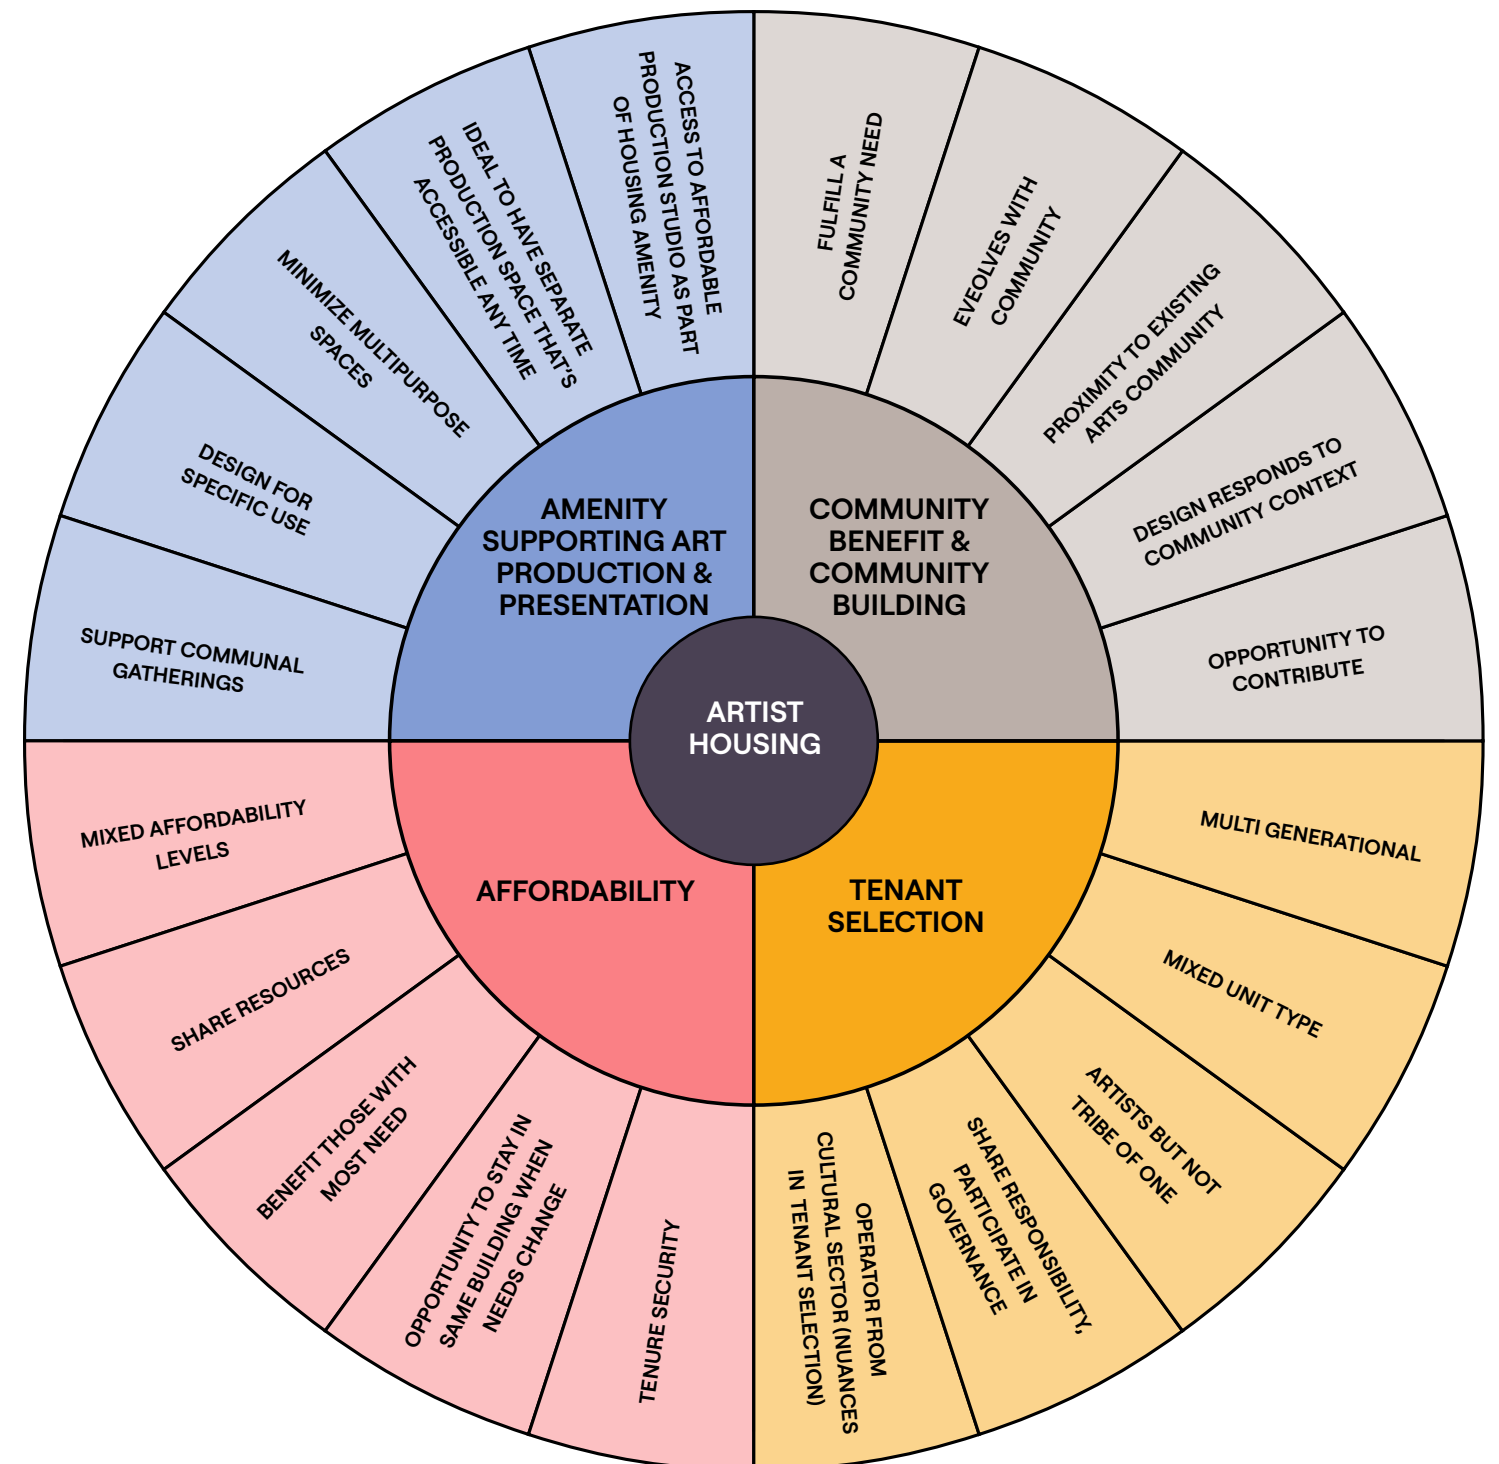 ARTIST
HOUSING
AMENITY
SUPPORTING ART
PRODUCTION &
PRESENTATION
COMMUNITY
BENEFIT &
COMMUNITY
BUILDING
TENANT
SELECTION
AFFORDABILITY
FULFILL A
COMMUNITY NEED
EVEOLVES WITH
COMMUNITY
PROXIMITY TO EXISTING
ARTS COMMUNITY
DESIGN RESPONDS TO
COMMUNITY CONTEXT
OPPORTUNITY TO
CONTRIBUTE
MULTI GENERATIONAL
MIXED UNIT TYPE
ARTISTS BUT NOT
TRIBE OF ONE
SHARE RESPONSIBILITY,
PARTICIPATE IN
GOVERNANCE
OPERATOR FROM
CULTURAL SECTOR (NUANCES
IN TENANT SELECTION)
TENURE SECURITY
OPPORTUNITY TO STAY IN
SAME BUILDING WHEN
NEEDS CHANGE
BENEFIT THOSE WITH
MOST NEED
SHARE RESOURCES
MIXED AFFORDABILITY
LEVELS
SUPPORT COMMUNAL
GATHERINGS
DESIGN FOR
SPECIFIC USE
MINIMIZE MULTIPURPOSE
SPACES
IDEAL TO HAVE SEPARATE
PRODUCTION SPACE THAT'S
ACCESSIBLE ANY TIME
ACCESS TO AFFORDABLE
PRODUCTION STUDIO AS PART
OF HOUSING AMENITY